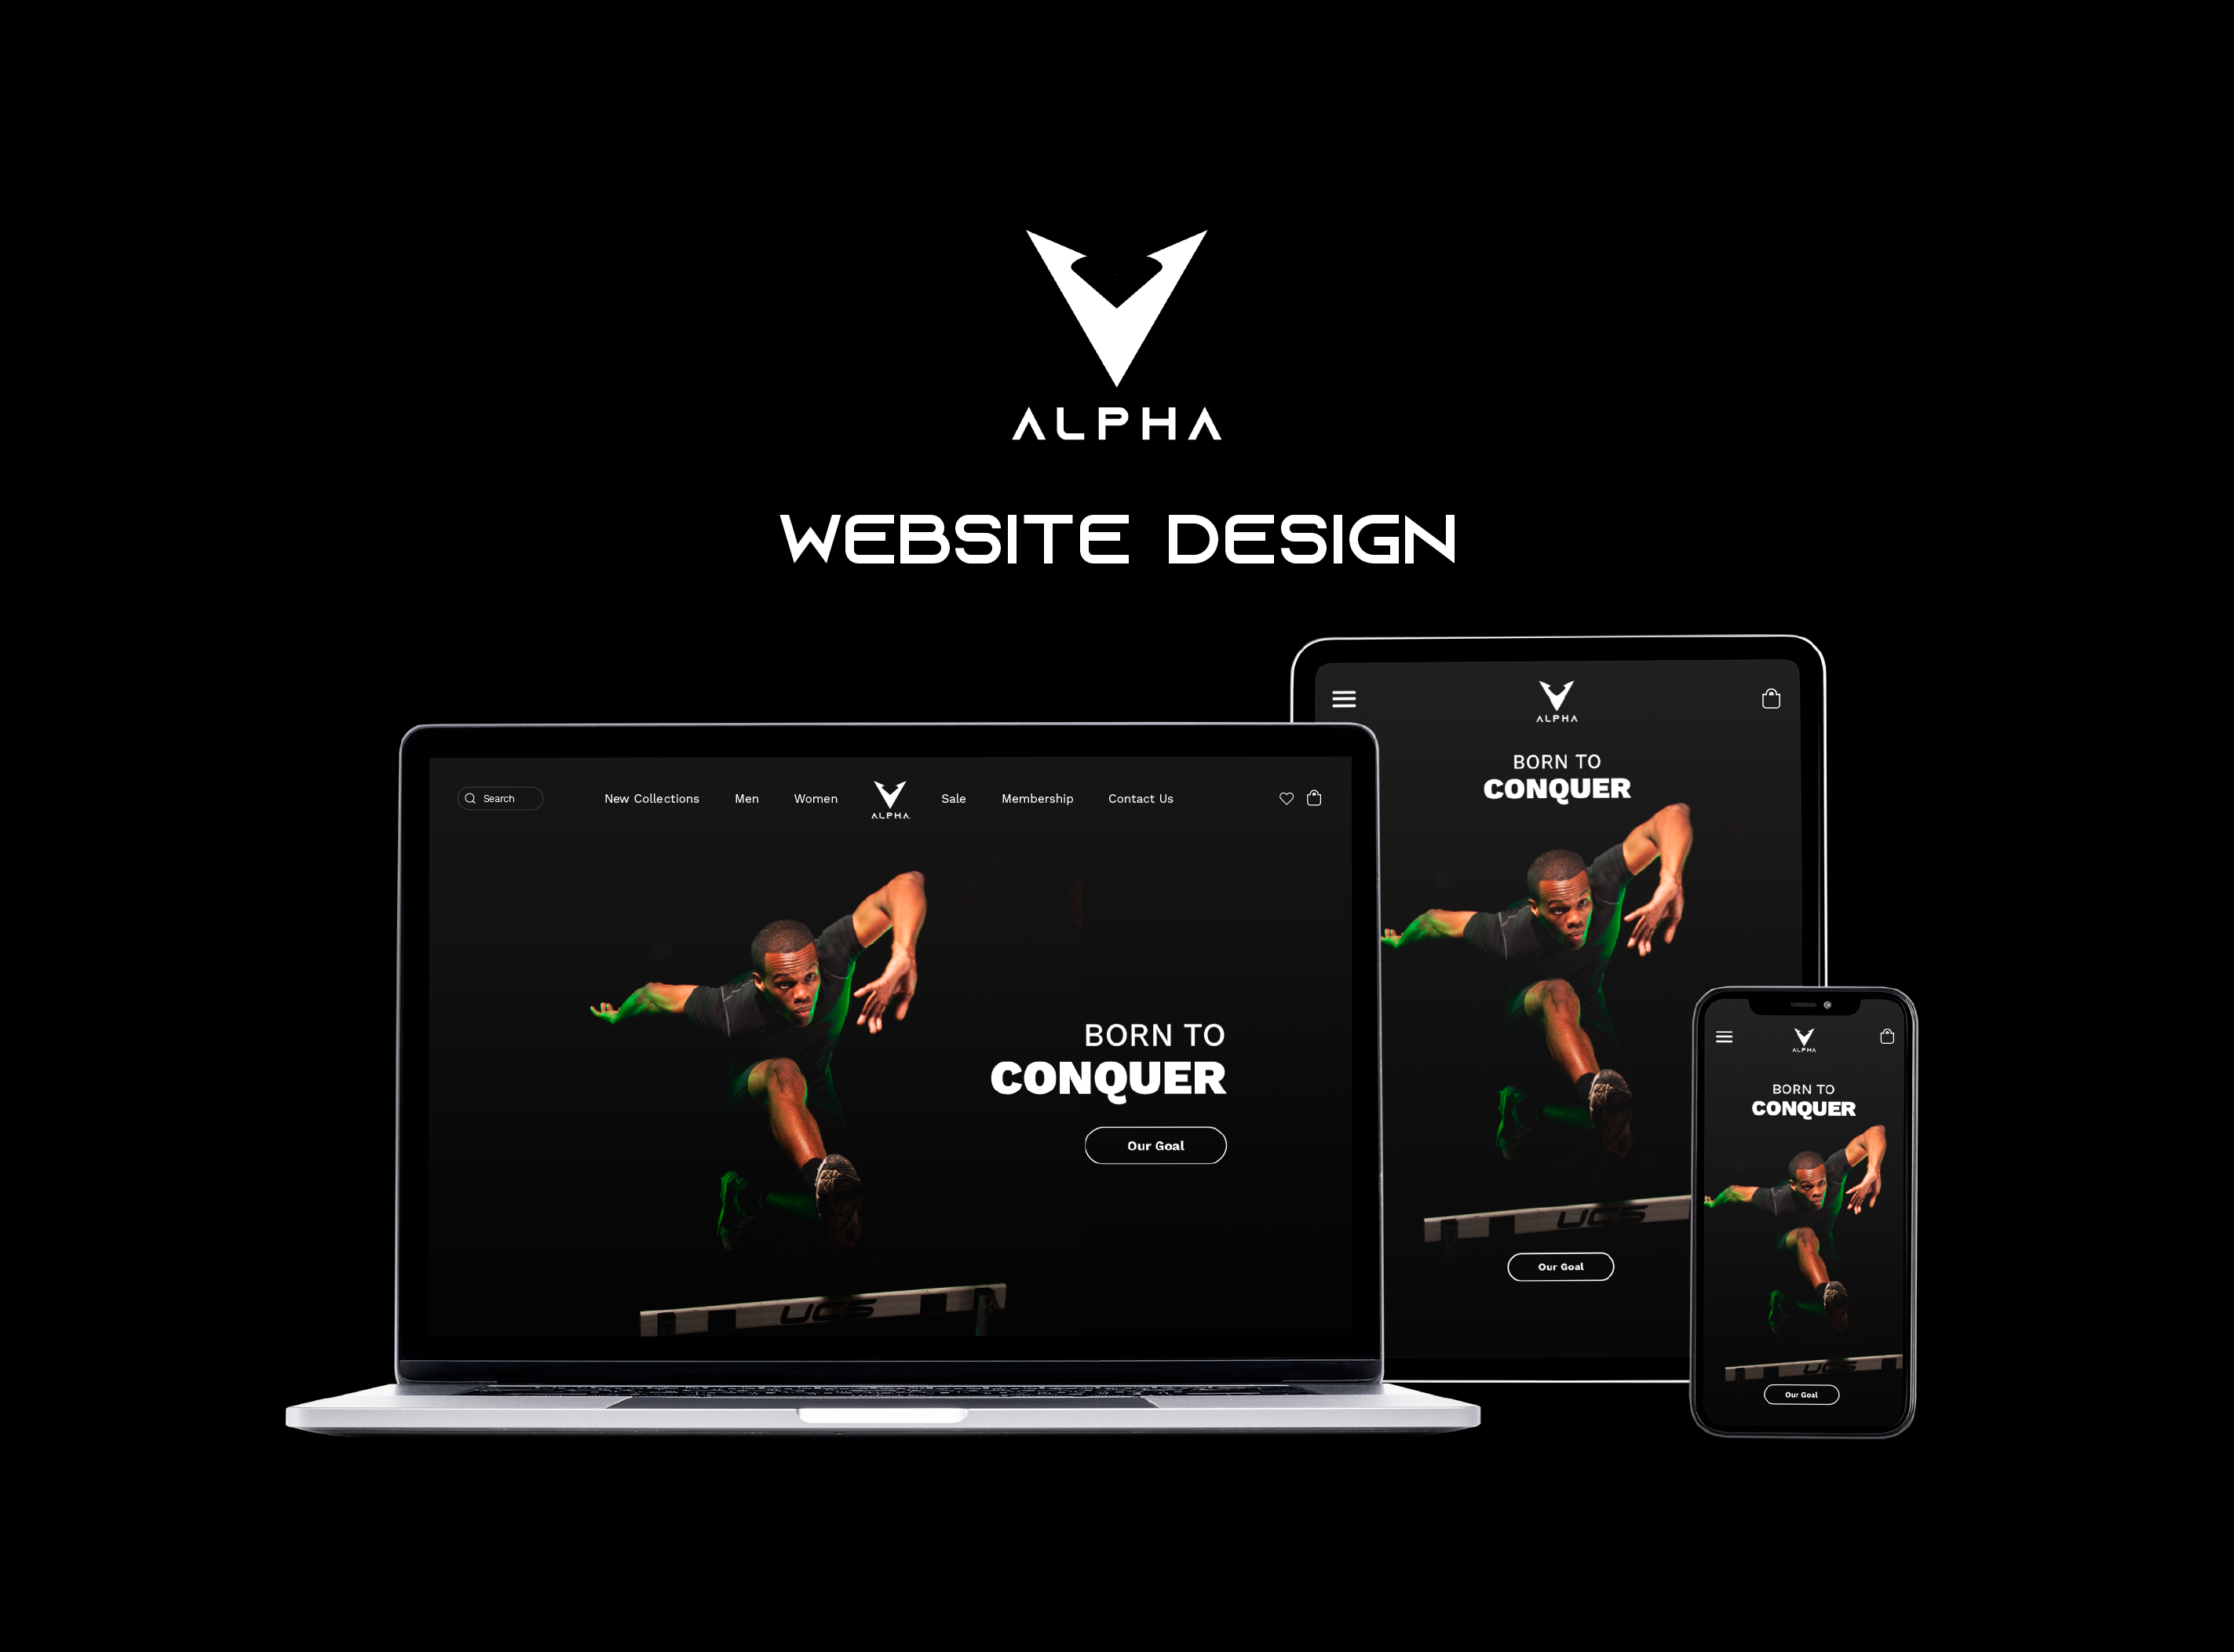 ALPHA
WEBSITE DESIGN
Search
New Collections
Men
Women
ALPHA
Sale
Membership
Contact Us
BORN TO
CONQUER
Our Goal
UCS
ALPHA
BORN TO
CONQUER
UCS
Our Goal
ALPHA
BORN TO
CONQUER
UCS
Our Goal